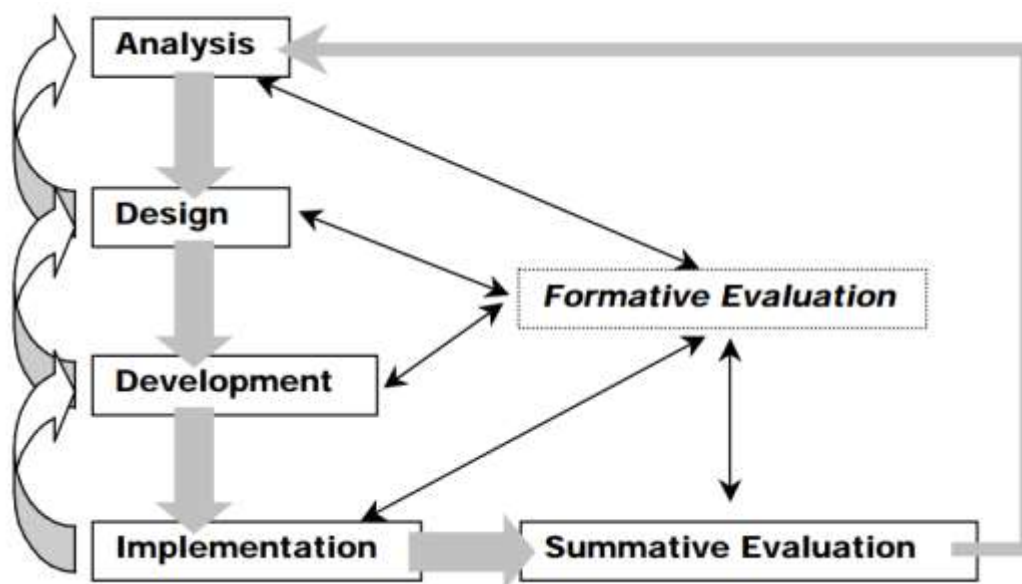 Analysis
Design
Formative Evaluation
Development
Implementation
Summative Evaluation